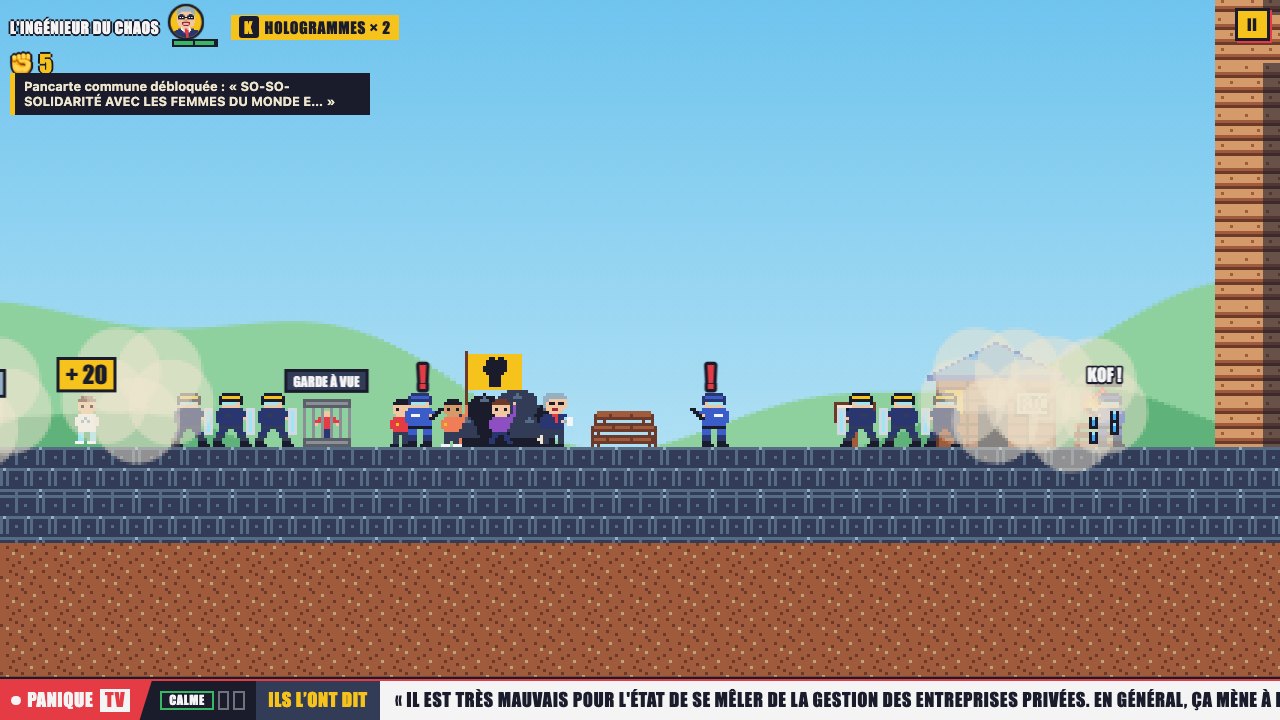 L'INGÉNIEUR DU CHAOS
K HOLOGRAMMES × 2
5
Pancarte commune débloquée : « SO-SO-
SOLIDARITÉ AVEC LES FEMMES DU MONDE E... »
+ 20
GARDE À VUE
KOF !
PANIQUE TV
CALME
ILS L'ONT DIT
« IL EST TRÈS MAUVAIS POUR L'ÉTAT DE SE MÊLER DE LA GESTION DES ENTREPRISES PRIVÉES. EN GÉNÉRAL, ÇA MÈNE À